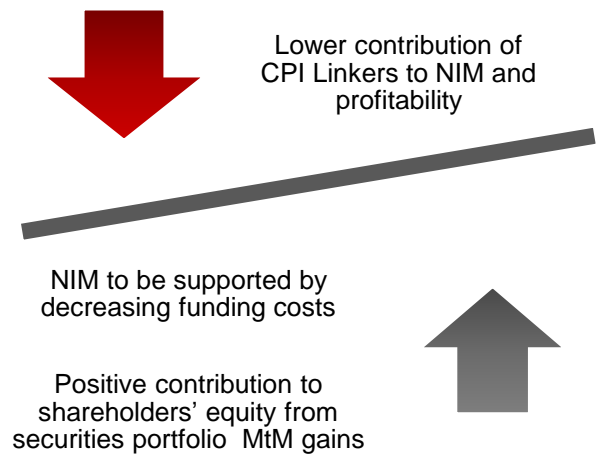 Lower contribution of
CPI Linkers to NIM and
profitability
NIM to be supported by
decreasing funding costs
Positive contribution to
shareholders’ equity from
securities portfolio  MtM gains